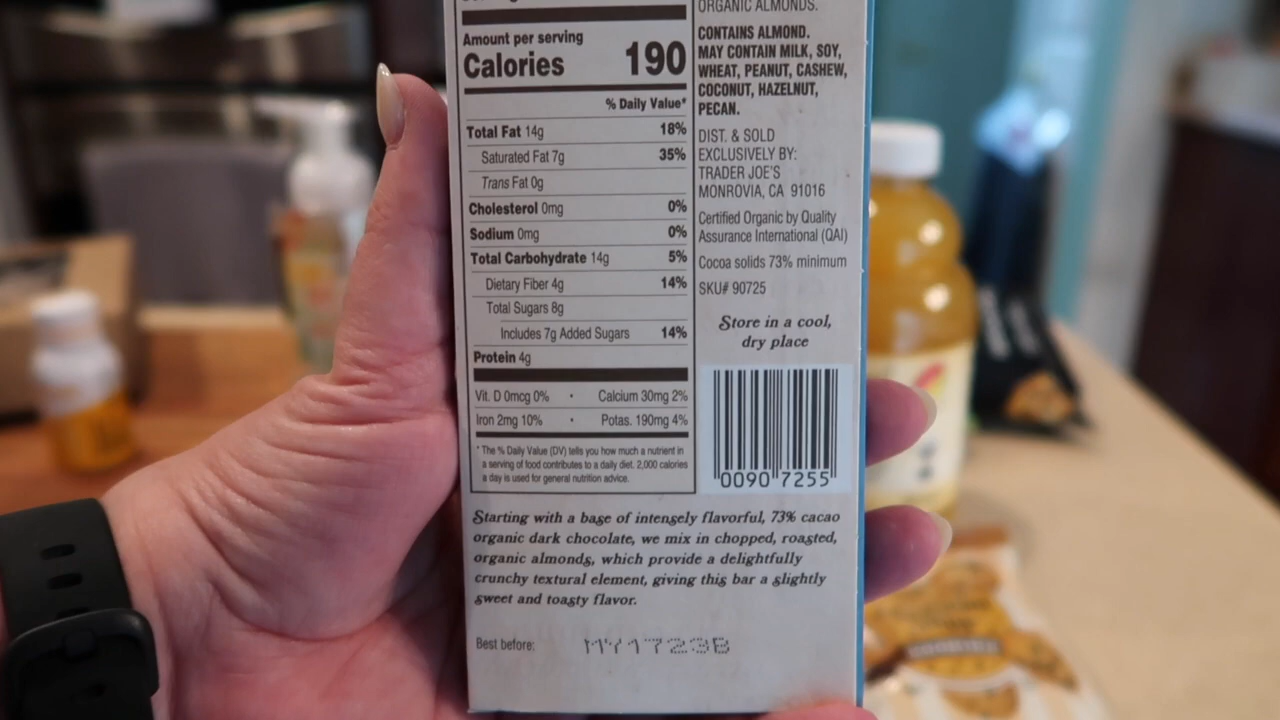 Amount per serving
Calories 190
% Daily Value*
Total Fat 14g 18%
Saturated Fat 7g 35%
Trans Fat 0g
Cholesterol 0mg 0%
Sodium 0mg 0%
Total Carbohydrate 14g 5%
Dietary Fiber 4g 14%
Total Sugars 8g
Includes 7g Added Sugars 14%
Protein 4g
Vit. D 0mcg 0% • Calcium 30mg 2%
Iron 2mg 10% • Potas. 190mg 4%
* The % Daily Value (DV) tells you how much a nutrient in
a serving of food contributes to a daily diet. 2,000 calories
a day is used for general nutrition advice.
ORGANIC ALMONDS.
CONTAINS ALMOND.
MAY CONTAIN MILK, SOY,
WHEAT, PEANUT, CASHEW,
COCONUT, HAZELNUT,
PECAN.
DIST. & SOLD
EXCLUSIVELY BY:
TRADER JOE'S
MONROVIA, CA 91016
Certified Organic by Quality
Assurance International (QAI)
Cocoa solids 73% minimum
SKU# 90725
Store in a cool,
dry place
0090 7255
Starting with a base of intensely flavorful, 73% cacao
organic dark chocolate, we mix in chopped, roasted,
organic almonds, which provide a delightfully
crunchy textural element, giving this bar a slightly
sweet and toasty flavor.
Best before: MY1723B